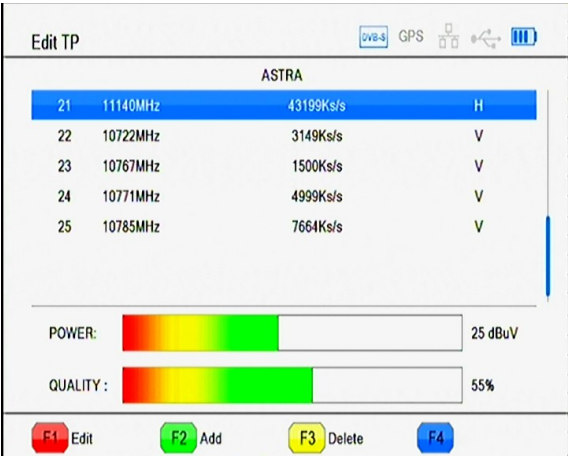 Edit TP DVB-S GPS
ASTRA
21 11140MHz 43199Ks/s H
22 10722MHz 3149Ks/s V
23 10767MHz 1500Ks/s V
24 10771MHz 4999Ks/s V
25 10785MHz 7664Ks/s V
POWER: 25 dBuV
QUALITY : 55%
F1 Edit F2 Add F3 Delete F4